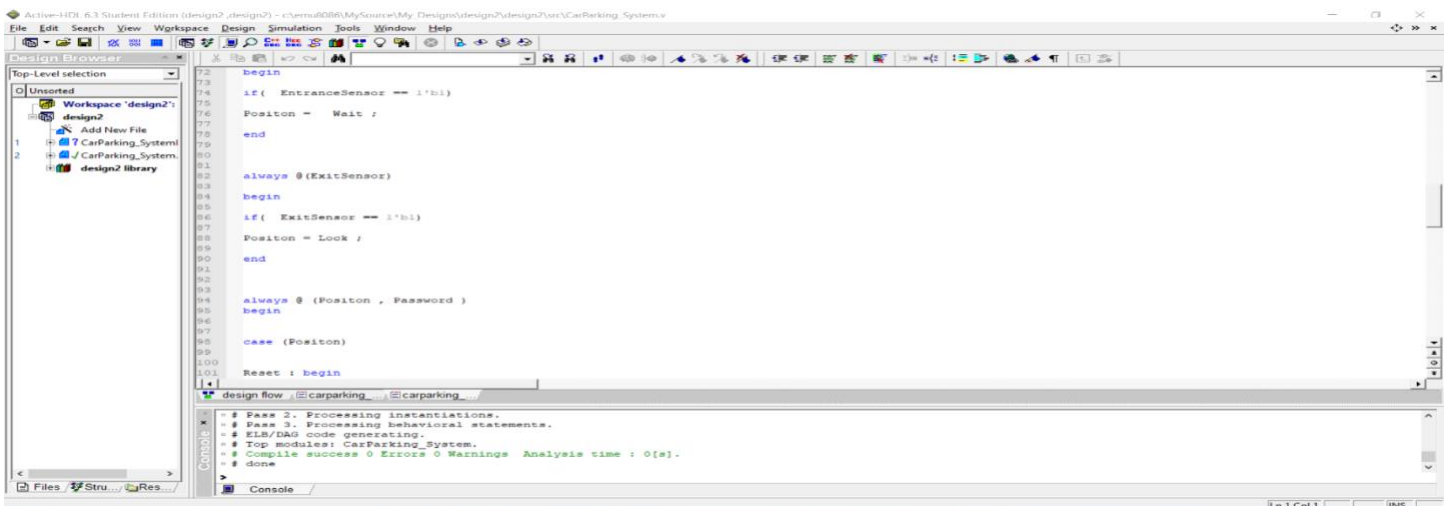 Active-HDL 6.3 Student Edition (design2 ,design2) - c:\emu8086\MySource\My_Designs\design2\design2\src\CarParking_System.v
File Edit Search View Workspace Design Simulation Tools Window Help
Design Browser
Top-Level selection
Unsorted
Workspace 'design2':
design2
Add New File
1 ? CarParking_SystemI
2 CarParking_System.
design2 library
72 begin
73
74 if( EntranceSensor == 1'b1)
75
76 Positon = Wait ;
77
78 end
79
80
81
82 always @(ExitSensor)
83
84 begin
85
86 if( ExitSensor == 1'b1)
87
88 Positon = Lock ;
89
90 end
91
92
93
94 always @ (Positon , Password )
95 begin
96
97
98 case (Positon)
99
100
101 Reset : begin
design flow carparking_... carparking_...
# Pass 2. Processing instantiations.
# Pass 3. Processing behavioral statements.
# ELB/DAG code generating.
# Top modules: CarParking_System.
# Compile success 0 Errors 0 Warnings Analysis time : 0[s].
# done
>
Console
Files Stru... Res...
Console
Ln 1 Col 1 INS